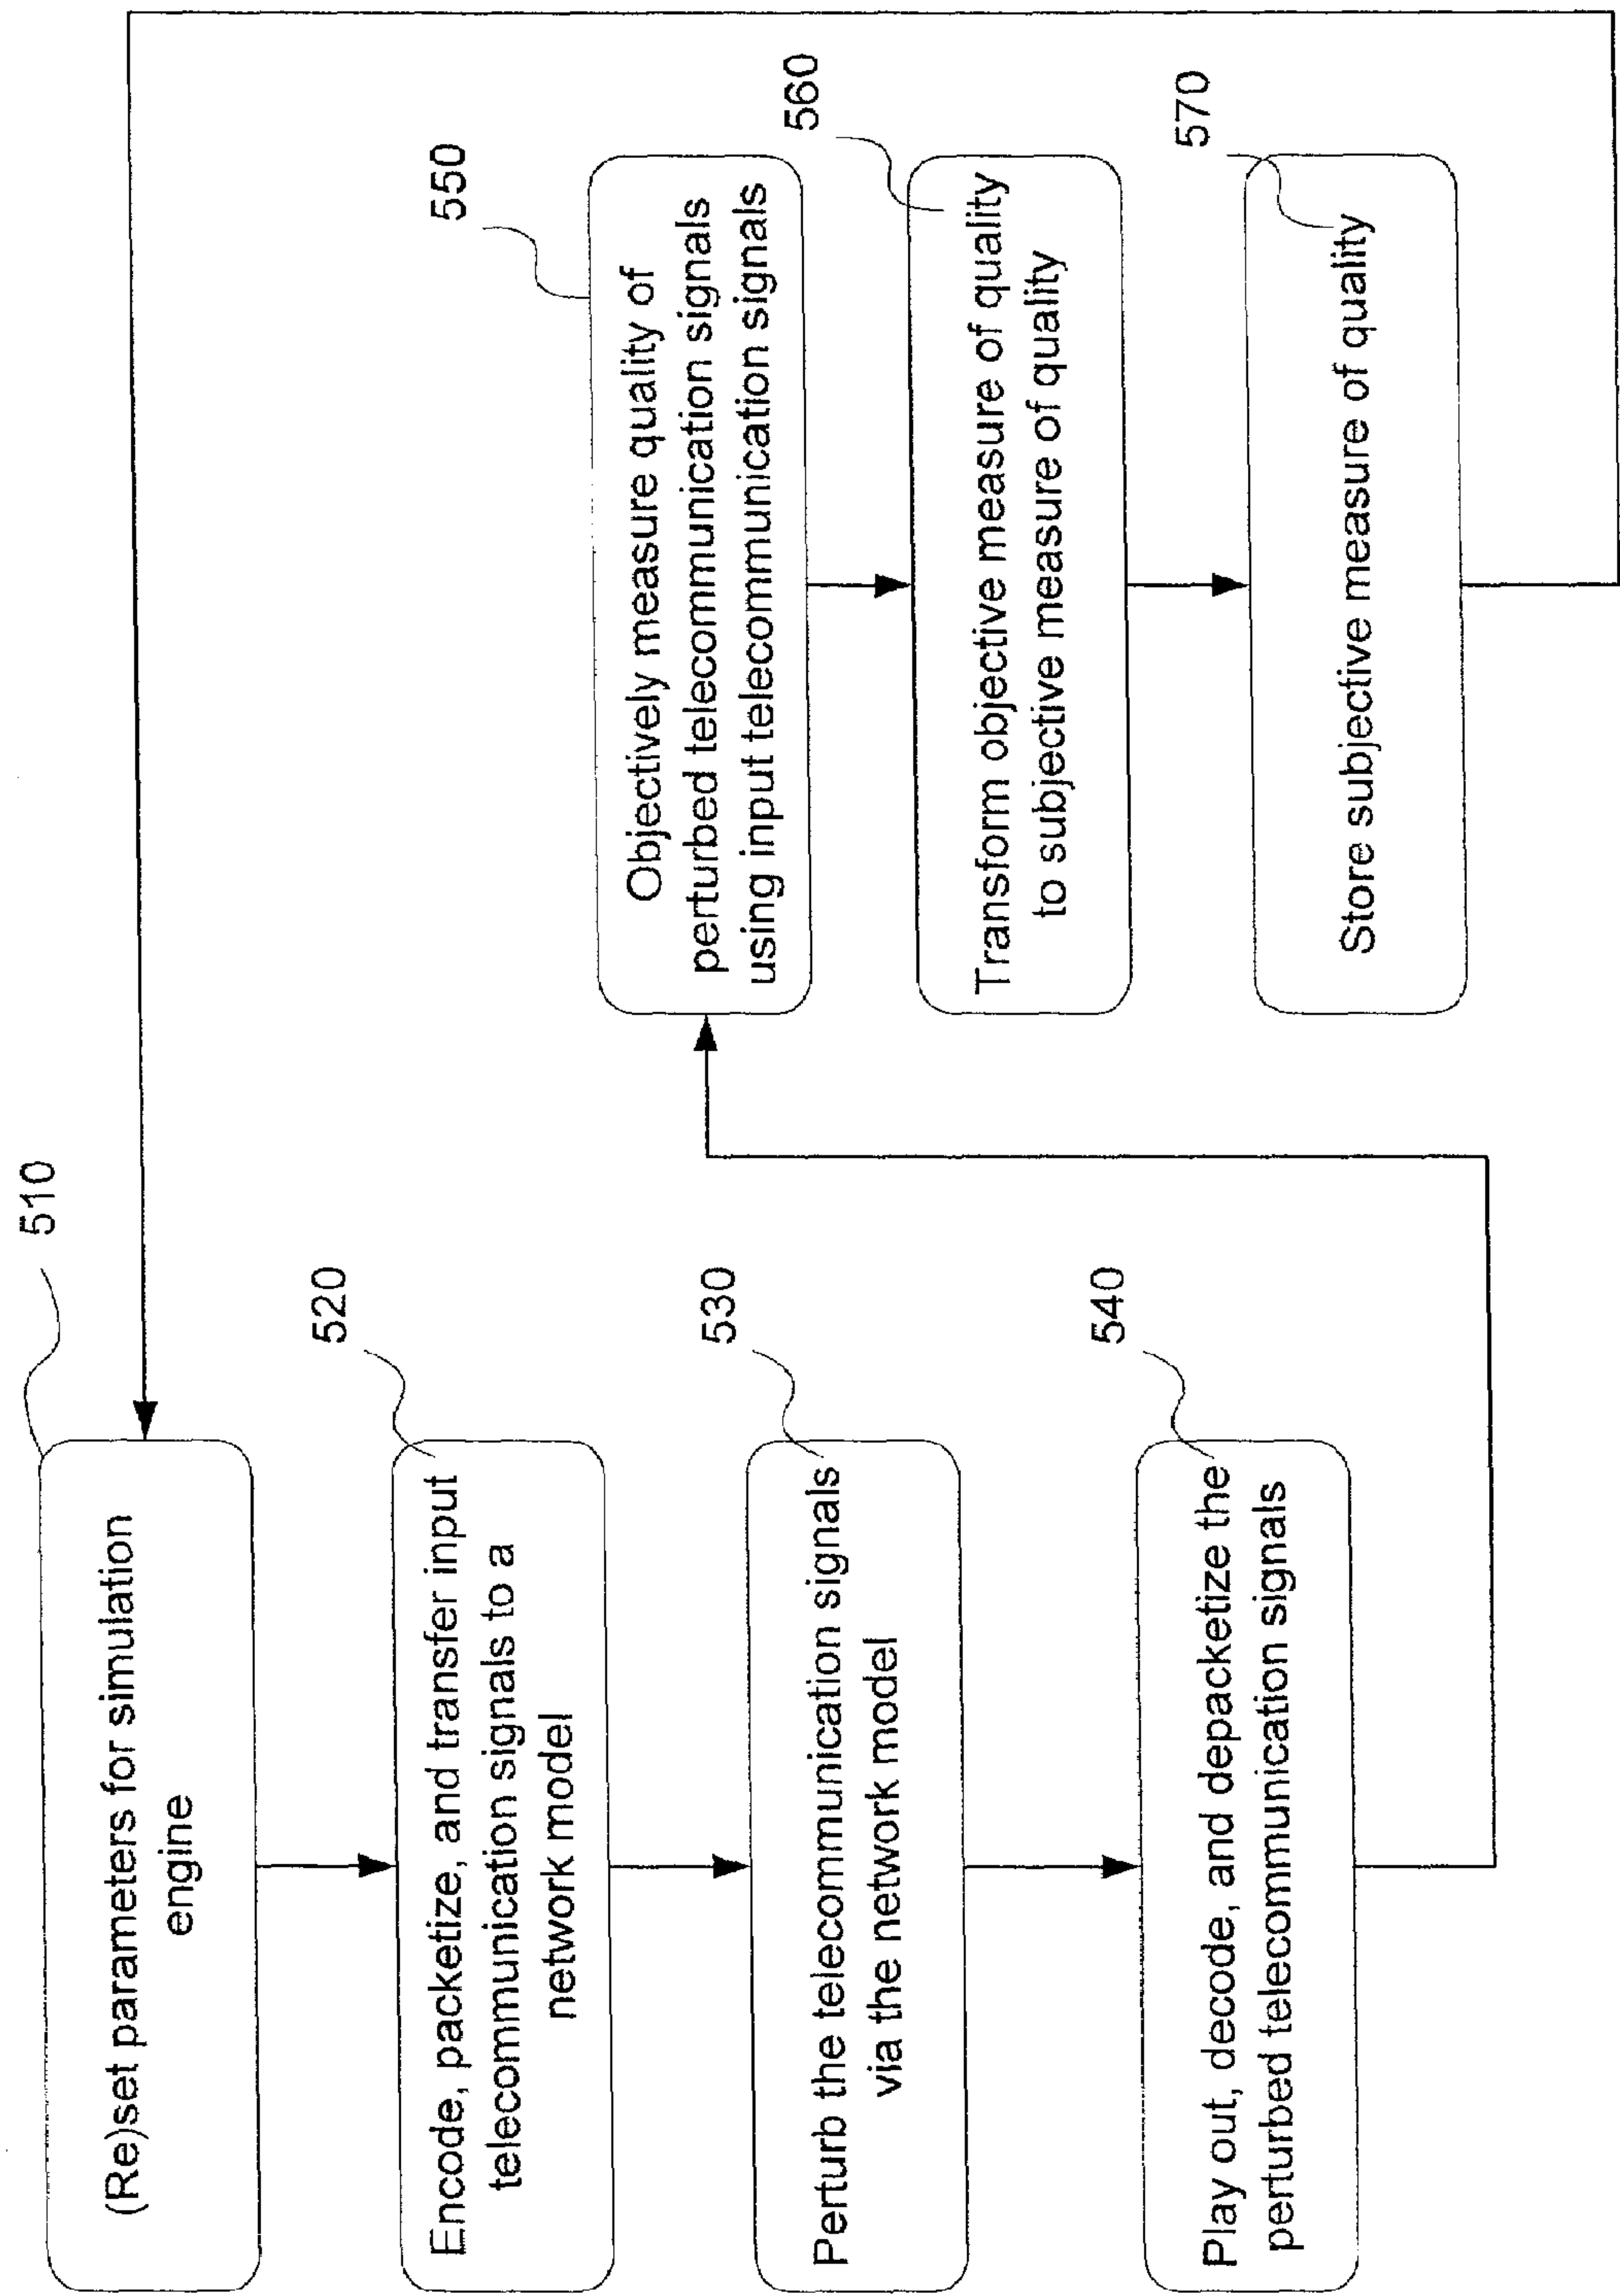 510
(Re)set parameters for simulation
engine
520
Encode, packetize, and transfer input
telecommunication signals to a
network model
530
Perturb the telecommunication signals
via the network model
540
Play out, decode, and depacketize the
perturbed telecommunication signals
550
Objectively measure quality of
perturbed telecommunication signals
using input telecommunication signals
560
Transform objective measure of quality
to subjective measure of quality
570
Store subjective measure of quality